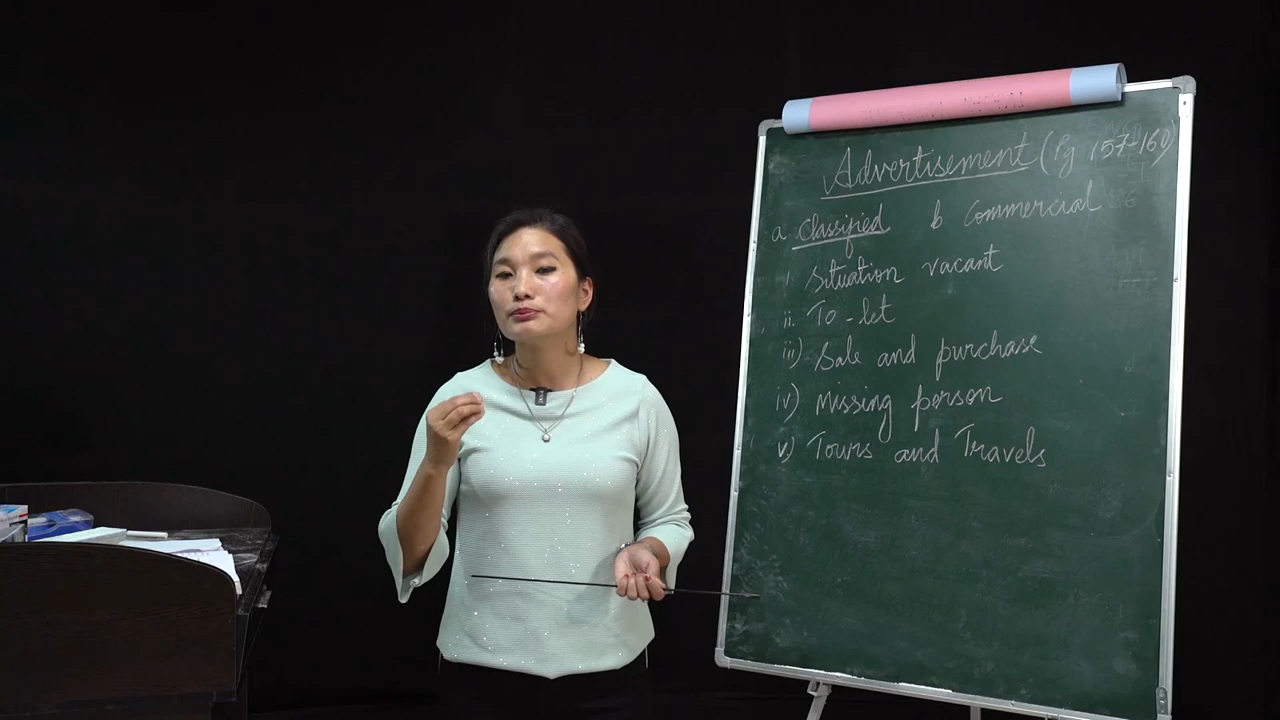 Advertisement (Pg 157-160)
a Classified b Commercial
i. Situation vacant
ii. To-let
iii) Sale and purchase
iv) Missing person
v) Tours and Travels